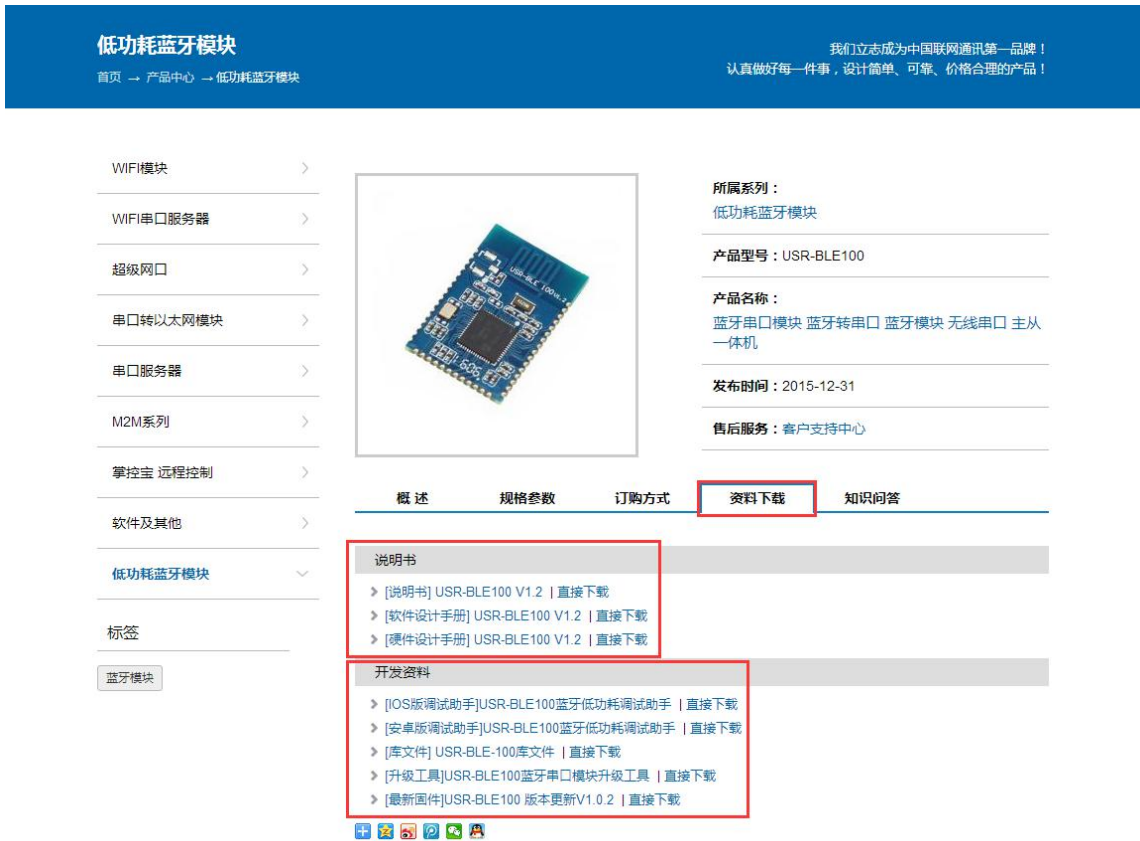 低功耗蓝牙模块
首页 → 产品中心 → 低功耗蓝牙模块
我们立志成为中国联网通讯第一品牌！
认真做好每一件事，设计简单、可靠、价格合理的产品！
WIFI模块
WIFI串口服务器
超级网口
串口转以太网模块
串口服务器
M2M系列
掌控宝 远程控制
软件及其他
低功耗蓝牙模块
标签
蓝牙模块
USR-BLE 100V1.2
909
所属系列：
低功耗蓝牙模块
产品型号：USR-BLE100
产品名称：
蓝牙串口模块 蓝牙转串口 蓝牙模块 无线串口 主从
一体机
发布时间：2015-12-31
售后服务：客户支持中心
概 述 规格参数 订购方式 资料下载 知识问答
说明书
[说明书] USR-BLE100 V1.2 | 直接下载
[软件设计手册] USR-BLE100 V1.2 | 直接下载
[硬件设计手册] USR-BLE100 V1.2 | 直接下载
开发资料
[IOS版调试助手]USR-BLE100蓝牙低功耗调试助手 | 直接下载
[安卓版调试助手]USR-BLE100蓝牙低功耗调试助手 | 直接下载
[库文件] USR-BLE-100库文件 | 直接下载
[升级工具]USR-BLE100蓝牙串口模块升级工具 | 直接下载
[最新固件]USR-BLE100 版本更新V1.0.2 | 直接下载